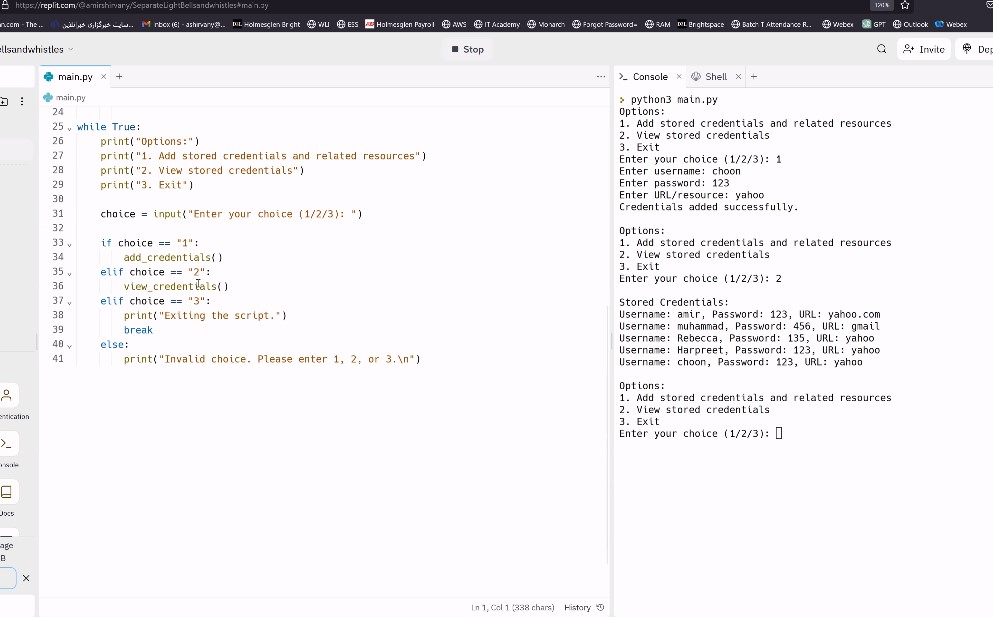 https://replit.com/@amirshirvany/SeparateLightBellsandwhistles#main.py
120%
n.com - The ...
سایت خبرگزاری
Inbox (6) - ashirvany@...
Holmesglen Bright
WLI
ESS
Holmesglen Payroll
AWS
IT Academy
Monarch
Forgot Password=
RAM
Brightspace
Batch T Attendance R...
Webex
GPT
Outlook
Webex
ellsandwhistles
Stop
Invite
Dep
main.py
Console
Shell
main.py
24
25 while True:
26 print("Options:")
27 print("1. Add stored credentials and related resources")
28 print("2. View stored credentials")
29 print("3. Exit")
30
31 choice = input("Enter your choice (1/2/3): ")
32
33 if choice == "1":
34 add_credentials()
35 elif choice == "2":
36 view_credentials()
37 elif choice == "3":
38 print("Exiting the script.")
39 break
40 else:
41 print("Invalid choice. Please enter 1, 2, or 3.\n")
entication
onsole
Docs
age
B
Ln 1, Col 1 (338 chars)
History
python3 main.py
Options:
1. Add stored credentials and related resources
2. View stored credentials
3. Exit
Enter your choice (1/2/3): 1
Enter username: choon
Enter password: 123
Enter URL/resource: yahoo
Credentials added successfully.
Options:
1. Add stored credentials and related resources
2. View stored credentials
3. Exit
Enter your choice (1/2/3): 2
Stored Credentials:
Username: amir, Password: 123, URL: yahoo.com
Username: muhammad, Password: 456, URL: gmail
Username: Rebecca, Password: 135, URL: yahoo
Username: Harpreet, Password: 123, URL: yahoo
Username: choon, Password: 123, URL: yahoo
Options:
1. Add stored credentials and related resources
2. View stored credentials
3. Exit
Enter your choice (1/2/3):